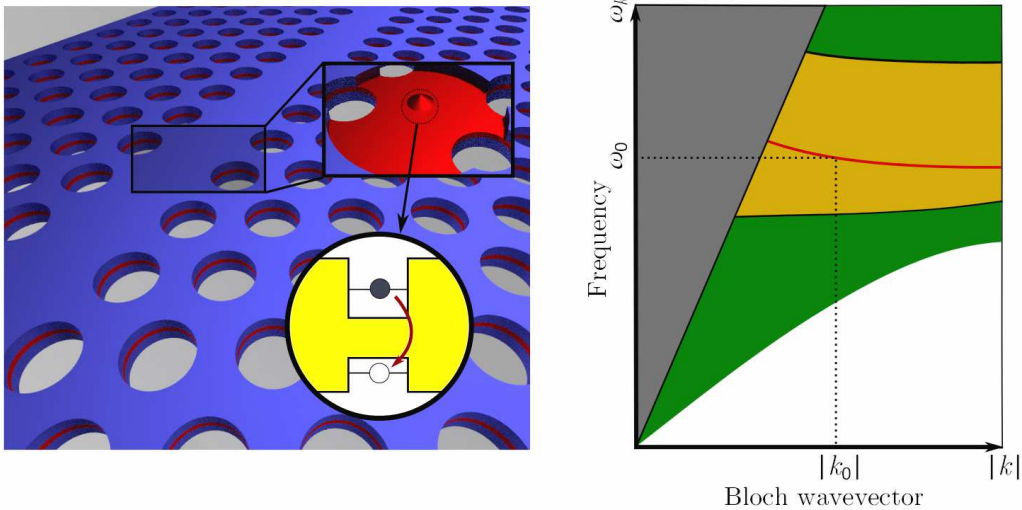 ω
ω₀
Frequency
|k₀|
|k|
Bloch wavevector